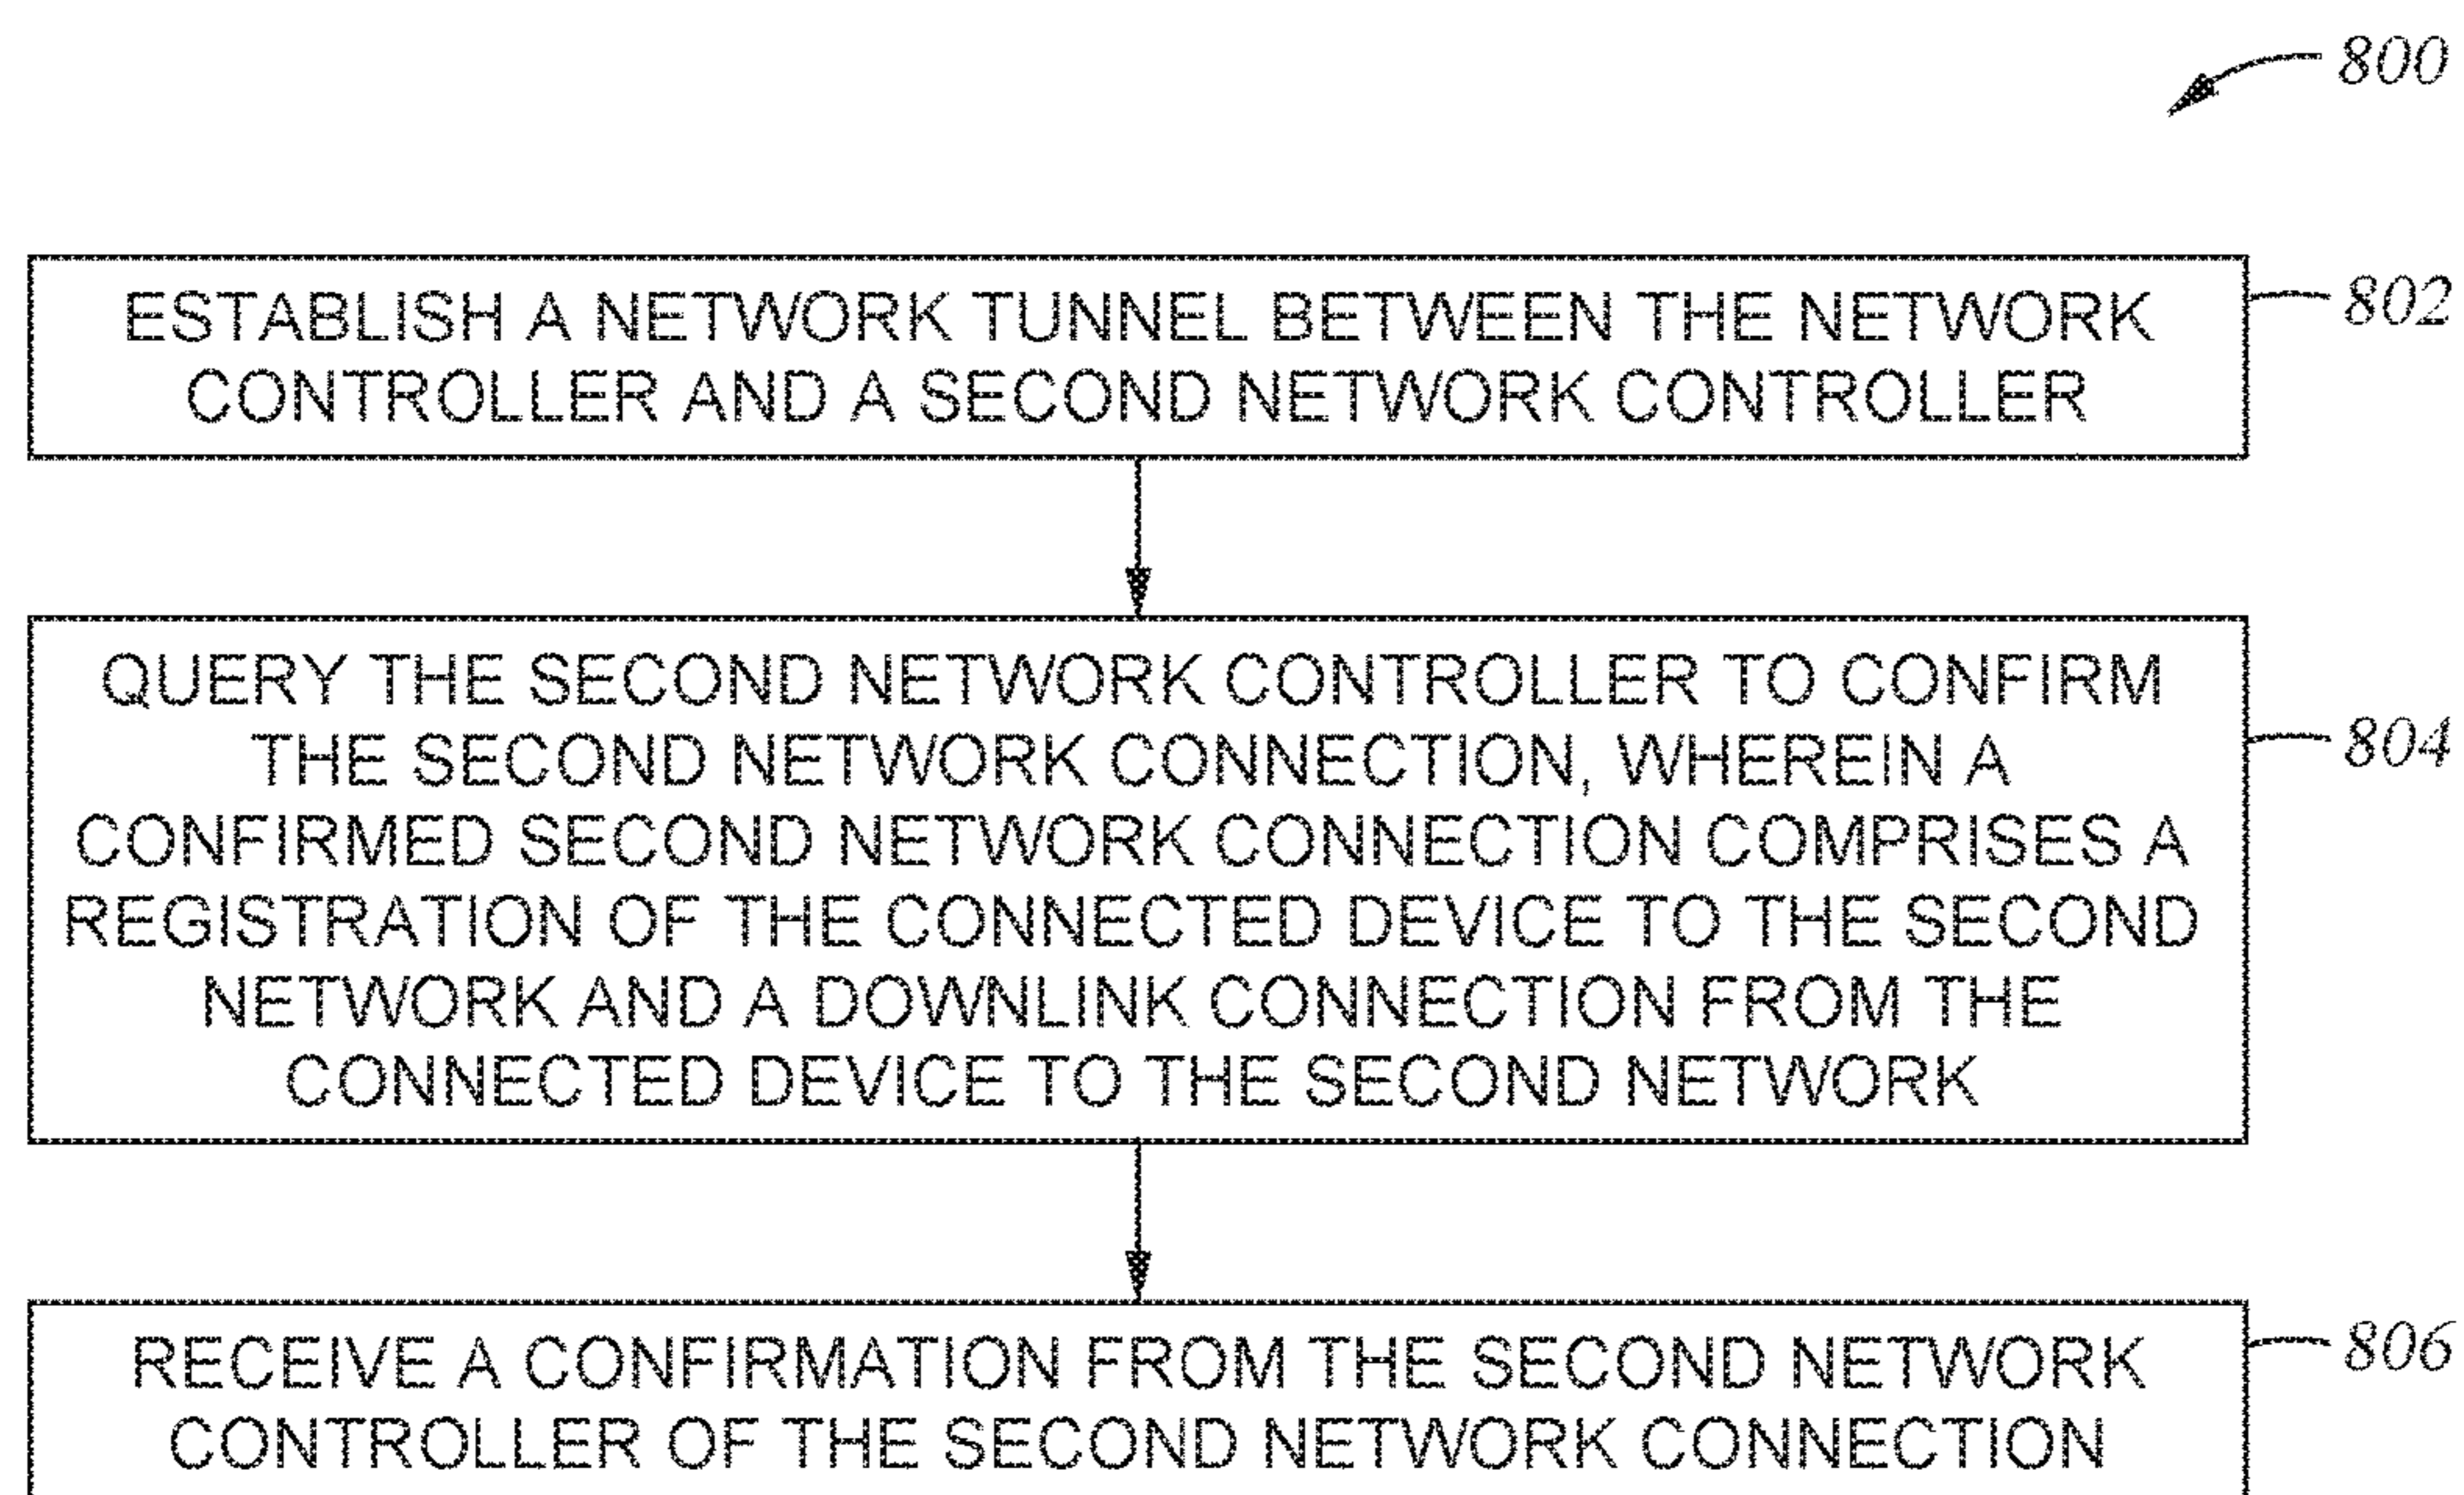 800
ESTABLISH A NETWORK TUNNEL BETWEEN THE NETWORK
CONTROLLER AND A SECOND NETWORK CONTROLLER
802
QUERY THE SECOND NETWORK CONTROLLER TO CONFIRM
THE SECOND NETWORK CONNECTION, WHEREIN A
CONFIRMED SECOND NETWORK CONNECTION COMPRISES A
REGISTRATION OF THE CONNECTED DEVICE TO THE SECOND
NETWORK AND A DOWNLINK CONNECTION FROM THE
CONNECTED DEVICE TO THE SECOND NETWORK
804
RECEIVE A CONFIRMATION FROM THE SECOND NETWORK
CONTROLLER OF THE SECOND NETWORK CONNECTION
806